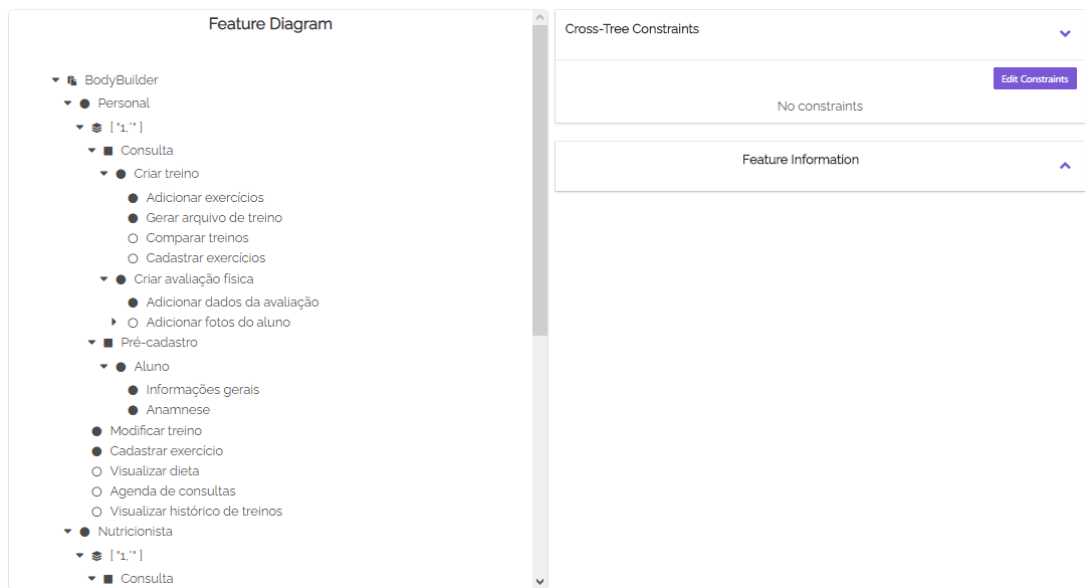 Feature Diagram
BodyBuilder
Personal
[ "1,*" ]
Consulta
Criar treino
Adicionar exercícios
Gerar arquivo de treino
Comparar treinos
Cadastrar exercícios
Criar avaliação física
Adicionar dados da avaliação
Adicionar fotos do aluno
Pré-cadastro
Aluno
Informações gerais
Anamnese
Modificar treino
Cadastrar exercício
Visualizar dieta
Agenda de consultas
Visualizar histórico de treinos
Nutricionista
[ "1,*" ]
Consulta
Cross-Tree Constraints
Edit Constraints
No constraints
Feature Information